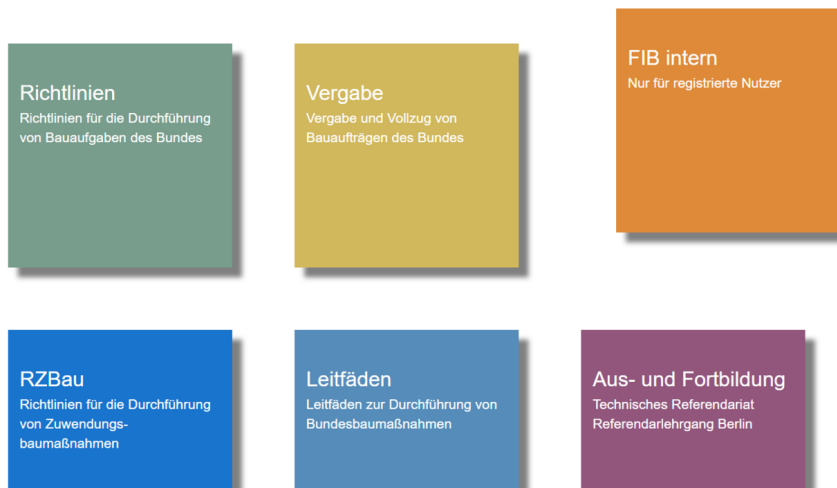 Richtlinien
Richtlinien für die Durchführung
von Bauaufgaben des Bundes
Vergabe
Vergabe und Vollzug von
Bauaufträgen des Bundes
FIB intern
Nur für registrierte Nutzer
RZBau
Richtlinien für die Durchführung
von Zuwendungs-
baumaßnahmen
Leitfäden
Leitfäden zur Durchführung von
Bundesbaumaßnahmen
Aus- und Fortbildung
Technisches Referendariat
Referendarlehrgang Berlin